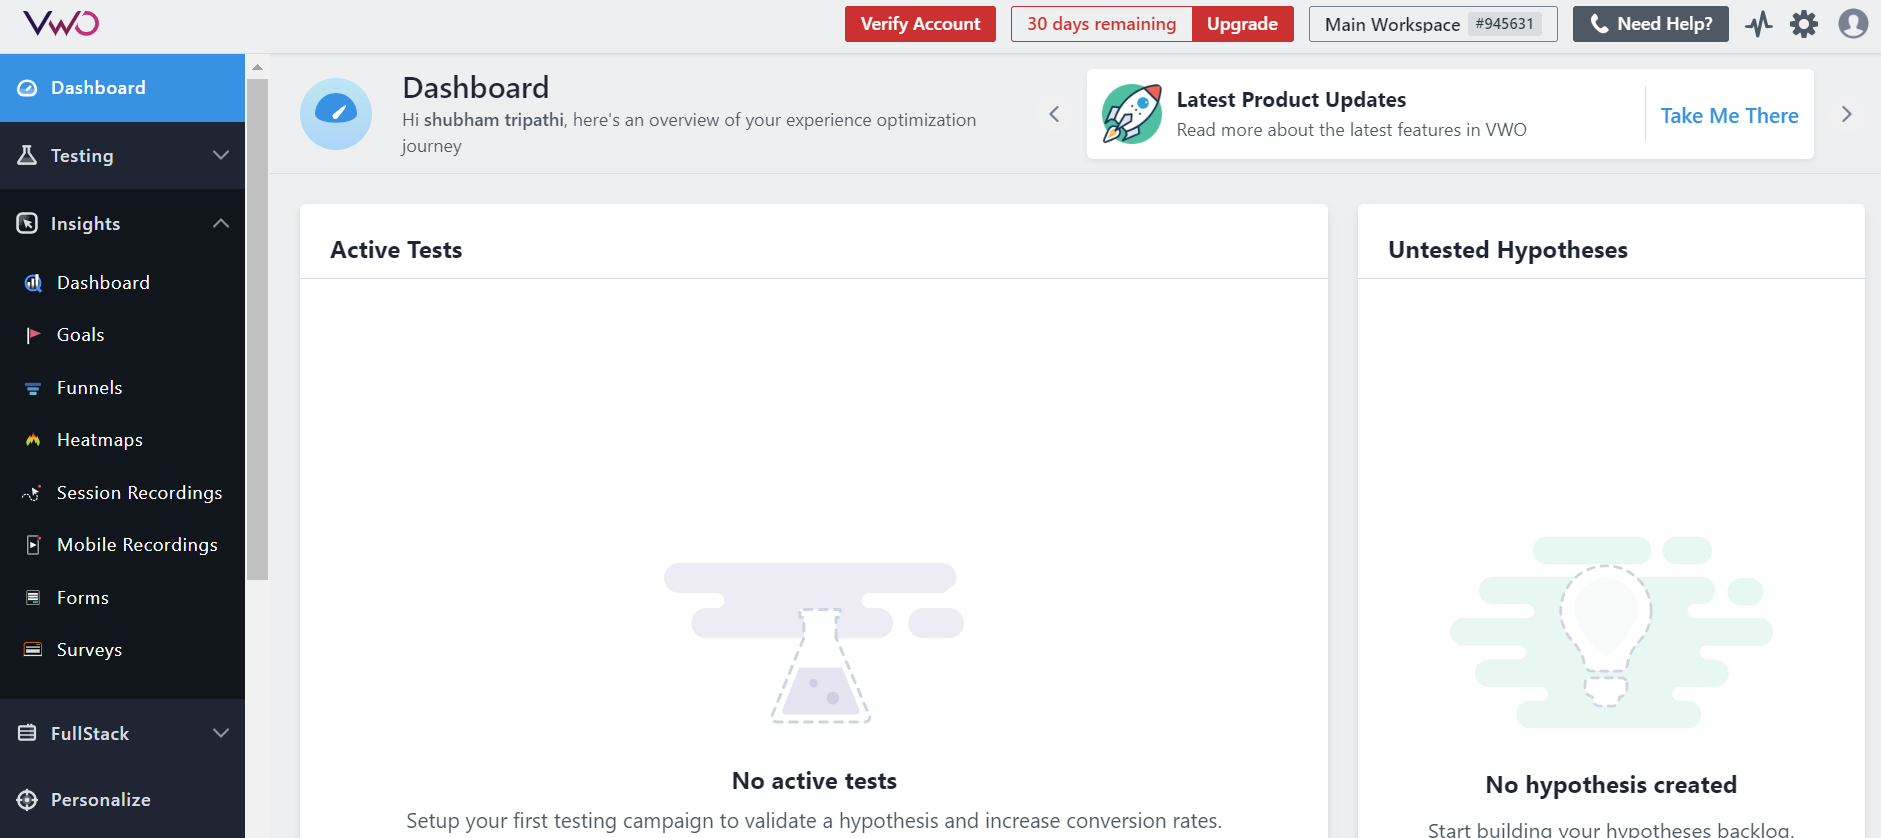 VWO
Verify Account
30 days remaining
Upgrade
Main Workspace #945631
Need Help?
Dashboard
Testing
Insights
Dashboard
Goals
Funnels
Heatmaps
Session Recordings
Mobile Recordings
Forms
Surveys
FullStack
Personalize
Dashboard
Hi shubham tripathi, here's an overview of your experience optimization
journey
Latest Product Updates
Read more about the latest features in VWO
Take Me There
Active Tests
No active tests
Setup your first testing campaign to validate a hypothesis and increase conversion rates.
Untested Hypotheses
No hypothesis created
Start building your hypotheses backlog.